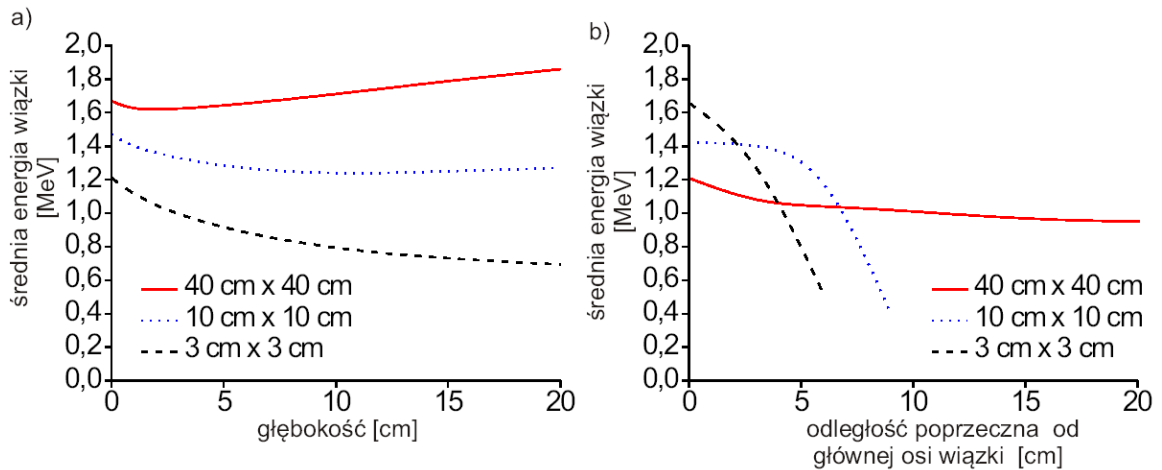 a)
średnia energia wiązki
[MeV]
2,0
1,8
1,6
1,4
1,2
1,0
0,8
0,6
0,4
0,2
0,0
40 cm x 40 cm
10 cm x 10 cm
3 cm x 3 cm
0
5
10
15
20
głębokość [cm]
b)
średnia energia wiązki
[MeV]
2,0
1,8
1,6
1,4
1,2
1,0
0,8
0,6
0,4
0,2
0,0
40 cm x 40 cm
10 cm x 10 cm
3 cm x 3 cm
0
5
10
15
20
odległość poprzeczna od
głównej osi wiązki [cm]